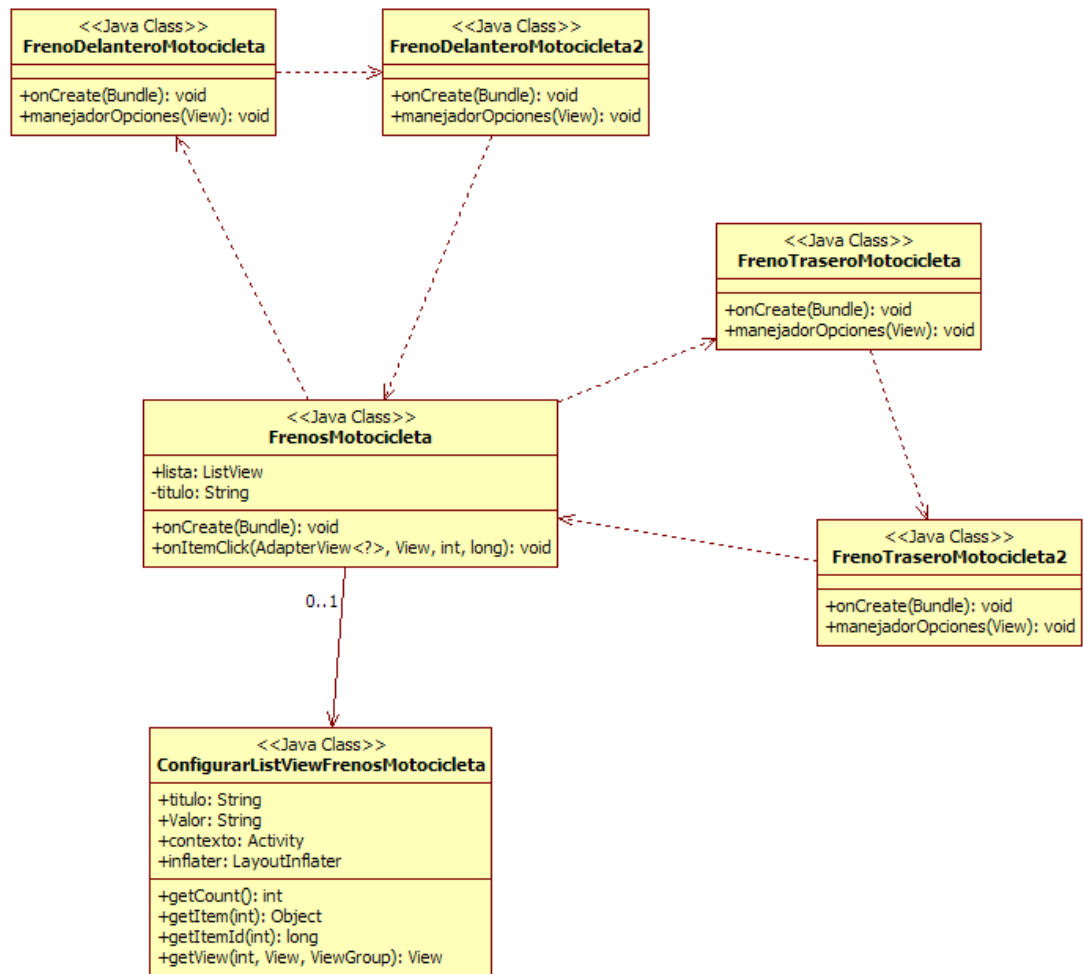 <<Java Class>>
FrenoDelanteroMotocicleta
+onCreate(Bundle): void
+manejadorOpciones(View): void
<<Java Class>>
FrenoDelanteroMotocicleta2
+onCreate(Bundle): void
+manejadorOpciones(View): void
<<Java Class>>
FrenoTraseroMotocicleta
+onCreate(Bundle): void
+manejadorOpciones(View): void
<<Java Class>>
FrenosMotocicleta
+lista: ListView
-titulo: String
+onCreate(Bundle): void
+onItemClick(AdapterView<?>, View, int, long): void
<<Java Class>>
FrenoTraseroMotocicleta2
+onCreate(Bundle): void
+manejadorOpciones(View): void
0..1
<<Java Class>>
ConfigurarListViewFrenosMotocicleta
+titulo: String
+Valor: String
+contexto: Activity
+inflater: LayoutInflater
+getCount(): int
+getItem(int): Object
+getItemId(int): long
+getView(int, View, ViewGroup): View